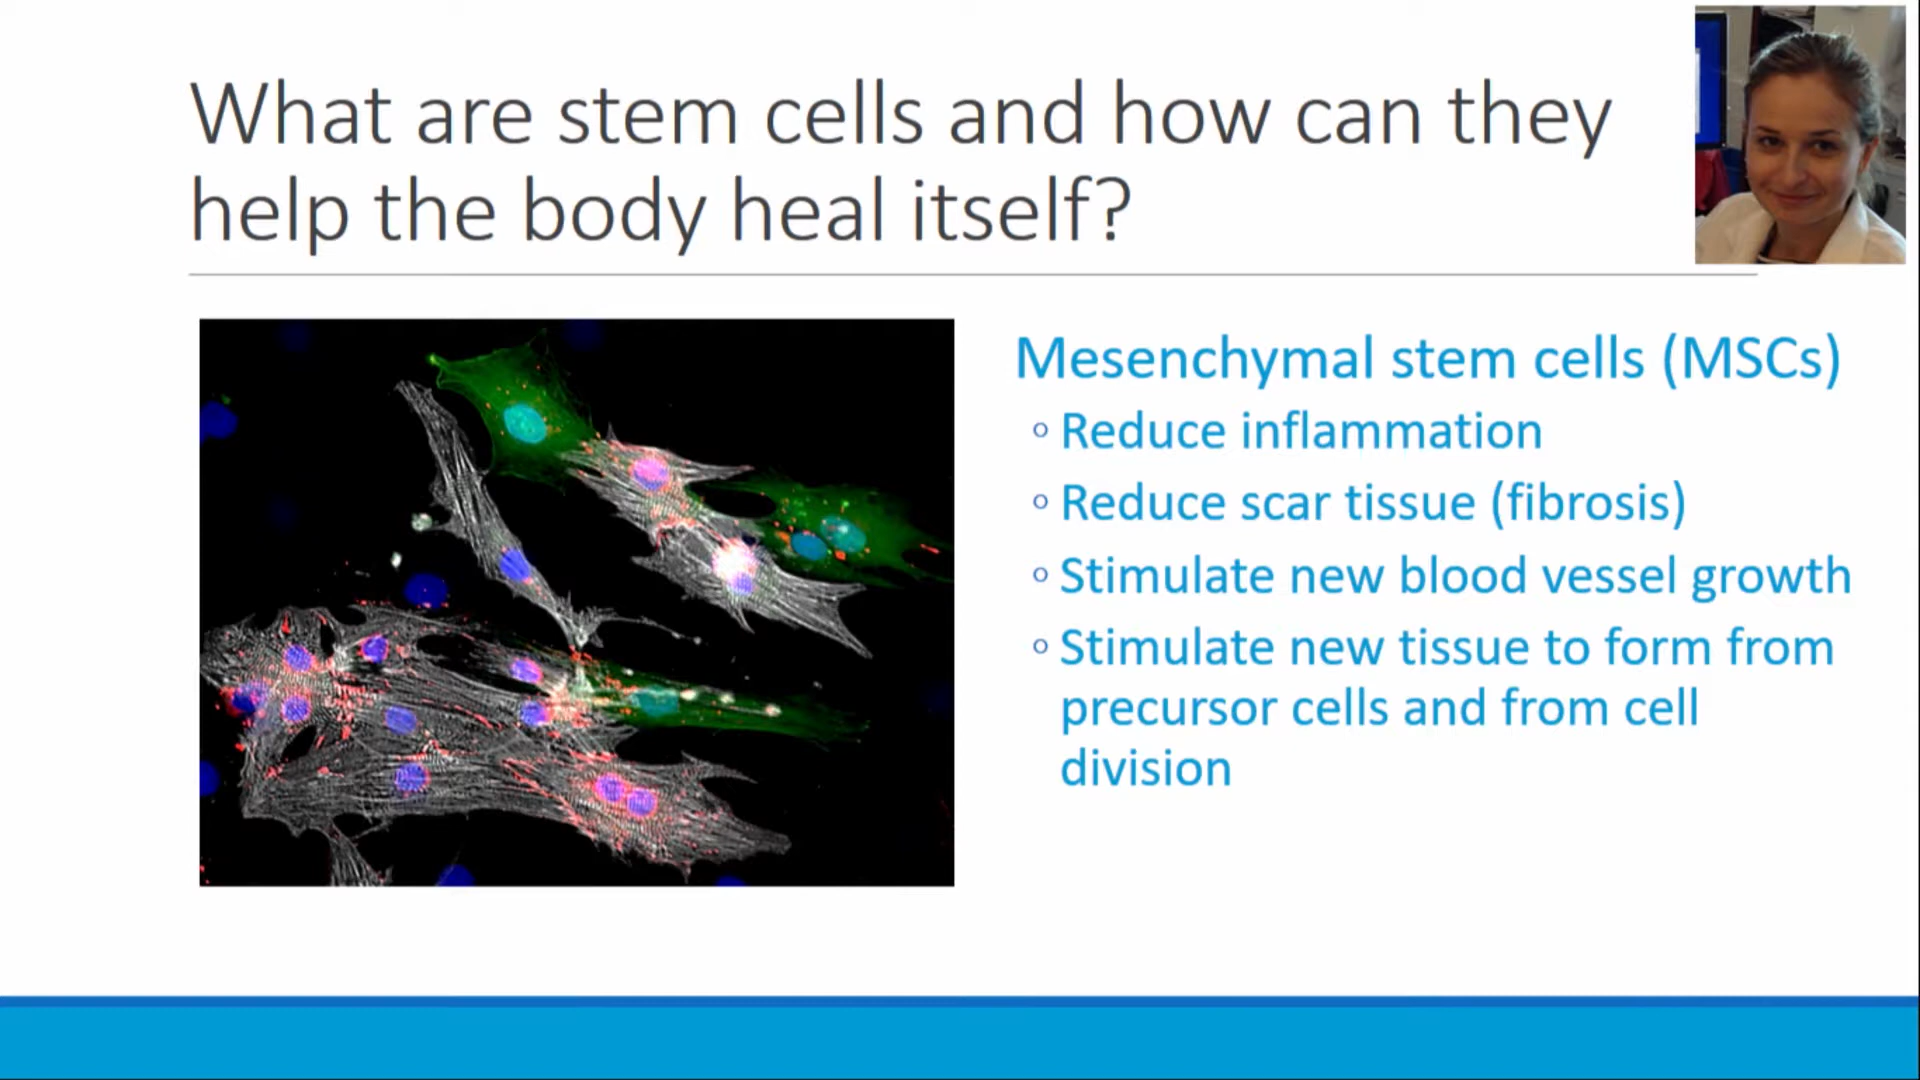 What are stem cells and how can they
help the body heal itself?
Mesenchymal stem cells (MSCs)
◦ Reduce inflammation
◦ Reduce scar tissue (fibrosis)
◦ Stimulate new blood vessel growth
◦ Stimulate new tissue to form from
precursor cells and from cell
division